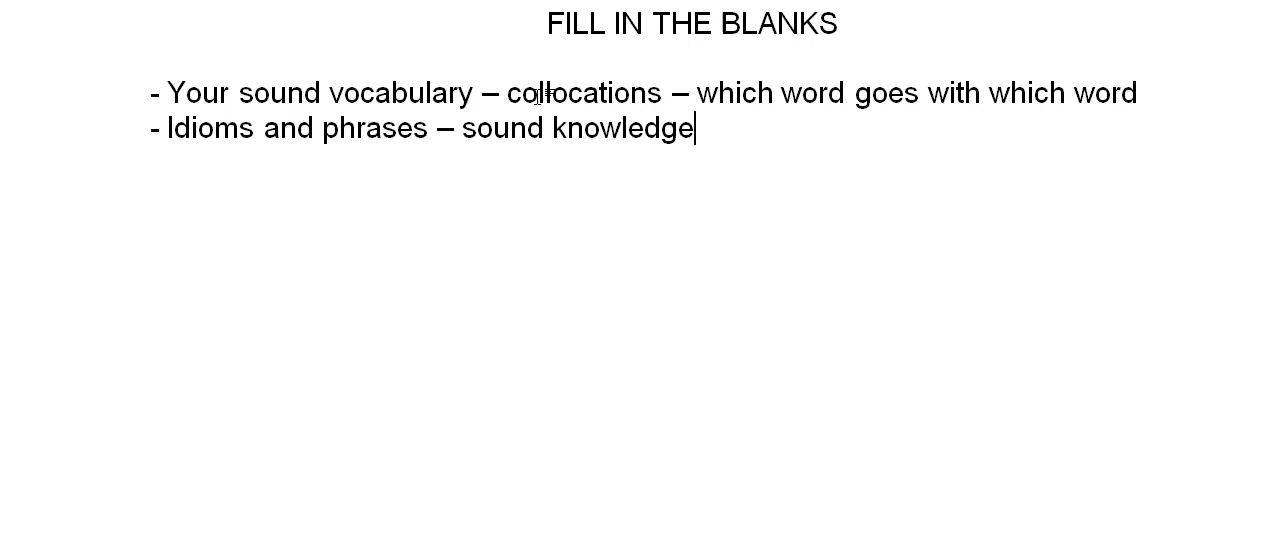 FILL IN THE BLANKS
- Your sound vocabulary – collocations – which word goes with which word
- Idioms and phrases – sound knowledge